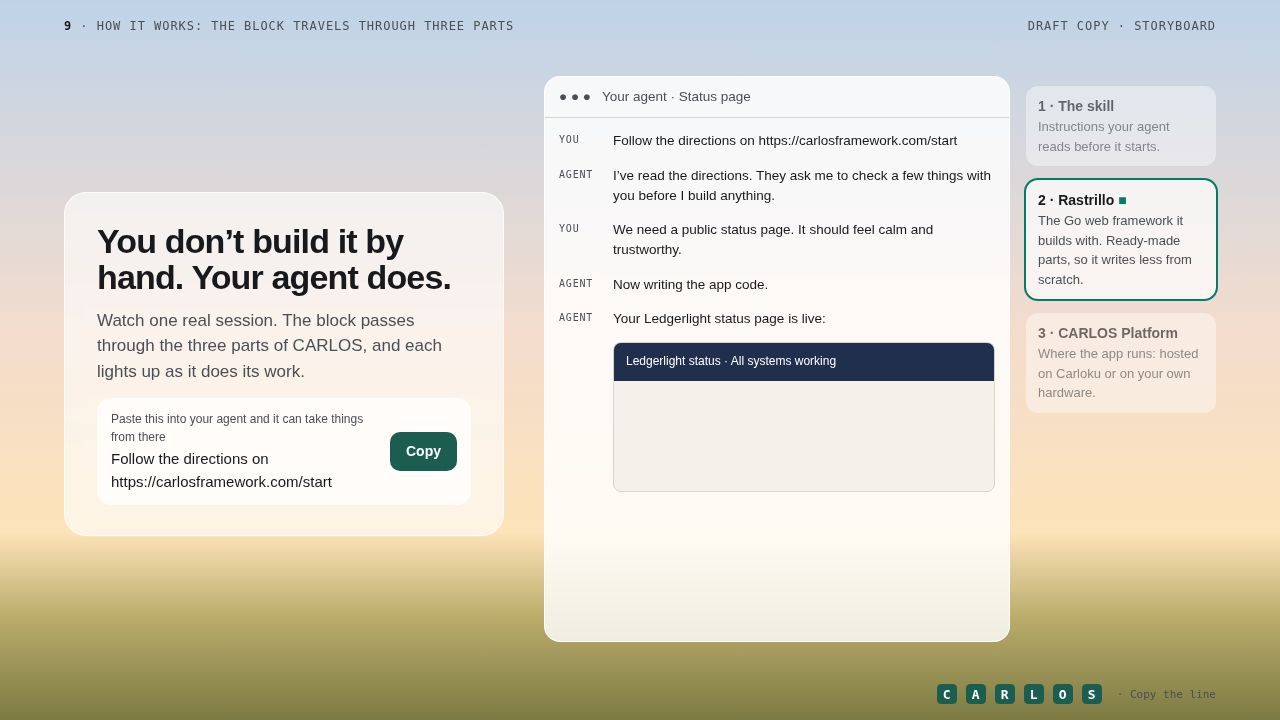 9 · HOW IT WORKS: THE BLOCK TRAVELS THROUGH THREE PARTS
DRAFT COPY · STORYBOARD
You don’t build it by
hand. Your agent does.
Watch one real session. The block passes
through the three parts of CARLOS, and each
lights up as it does its work.
Paste this into your agent and it can take things
from there
Follow the directions on
https://carlosframework.com/start
Copy
Your agent · Status page
YOU Follow the directions on https://carlosframework.com/start
AGENT I’ve read the directions. They ask me to check a few things with
you before I build anything.
YOU We need a public status page. It should feel calm and
trustworthy.
AGENT Now writing the app code.
AGENT Your Ledgerlight status page is live:
Ledgerlight status · All systems working
1 · The skill
Instructions your agent
reads before it starts.
2 · Rastrillo
The Go web framework it
builds with. Ready-made
parts, so it writes less from
scratch.
3 · CARLOS Platform
Where the app runs: hosted
on Carloku or on your own
hardware.
C A R L O S · Copy the line